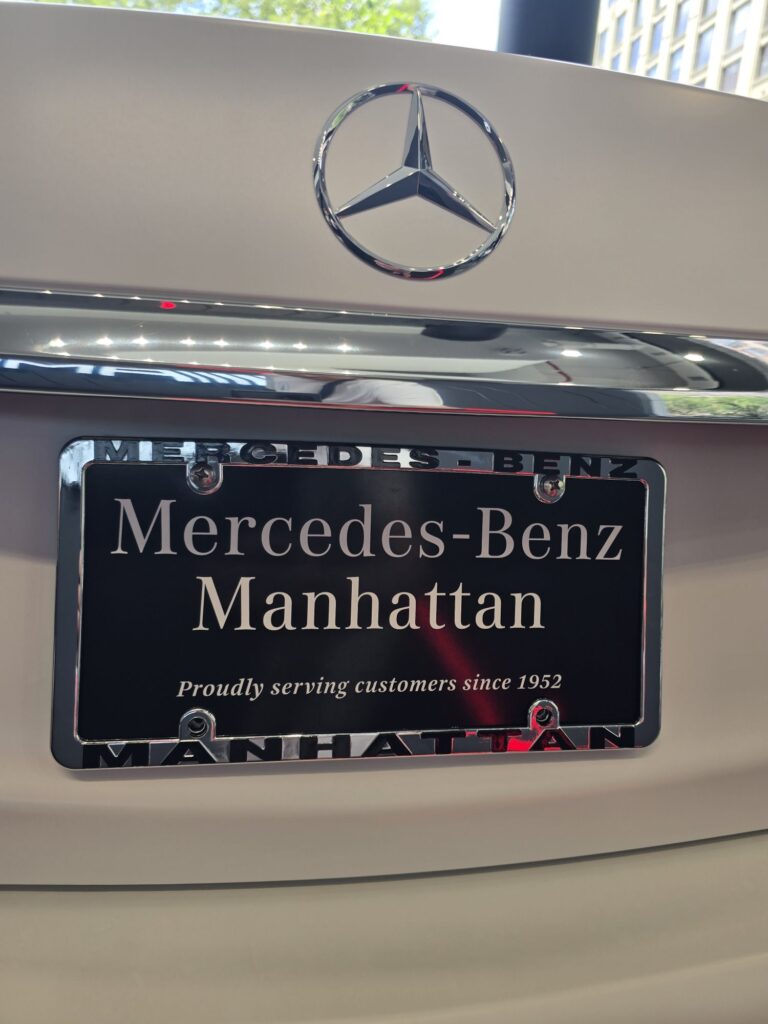 MERCEDES-BENZ
Mercedes-Benz
Manhattan
Proudly serving customers since 1952
MANHATTAN